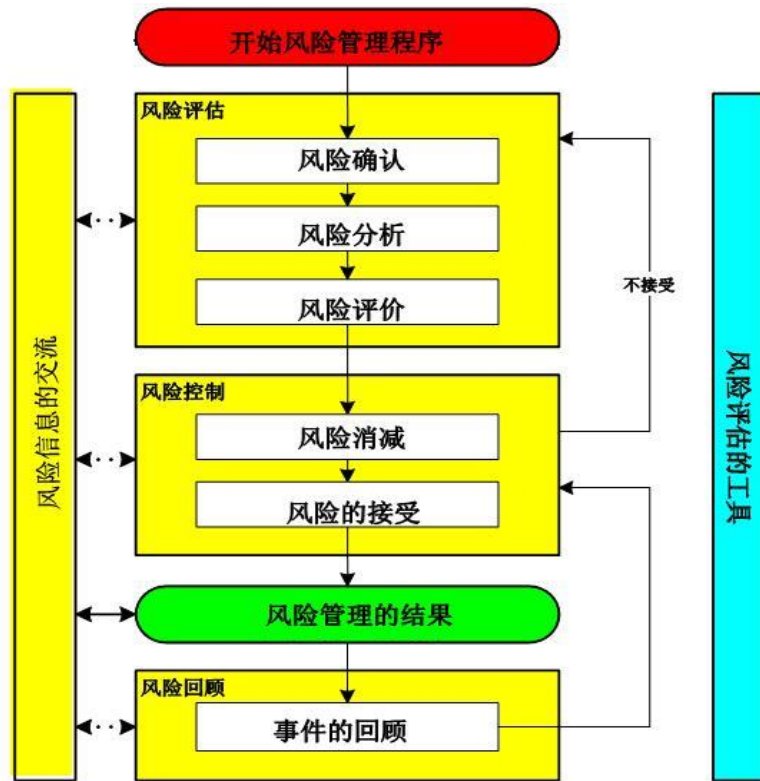 开始风险管理程序
风险评估
风险确认
风险分析
风险评价
不接受
风险控制
风险消减
风险的接受
风险管理的结果
风险回顾
事件的回顾
风险信息的交流
风险评估的工具